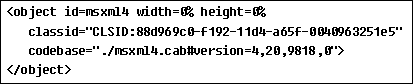 <object id=msxml4 width=0% height=0%
classid="CLSID:88d969c0-f192-11d4-a65f-0040963251e5"
codebase="./msxml4.cab#version=4,20,9818,0">
</object>